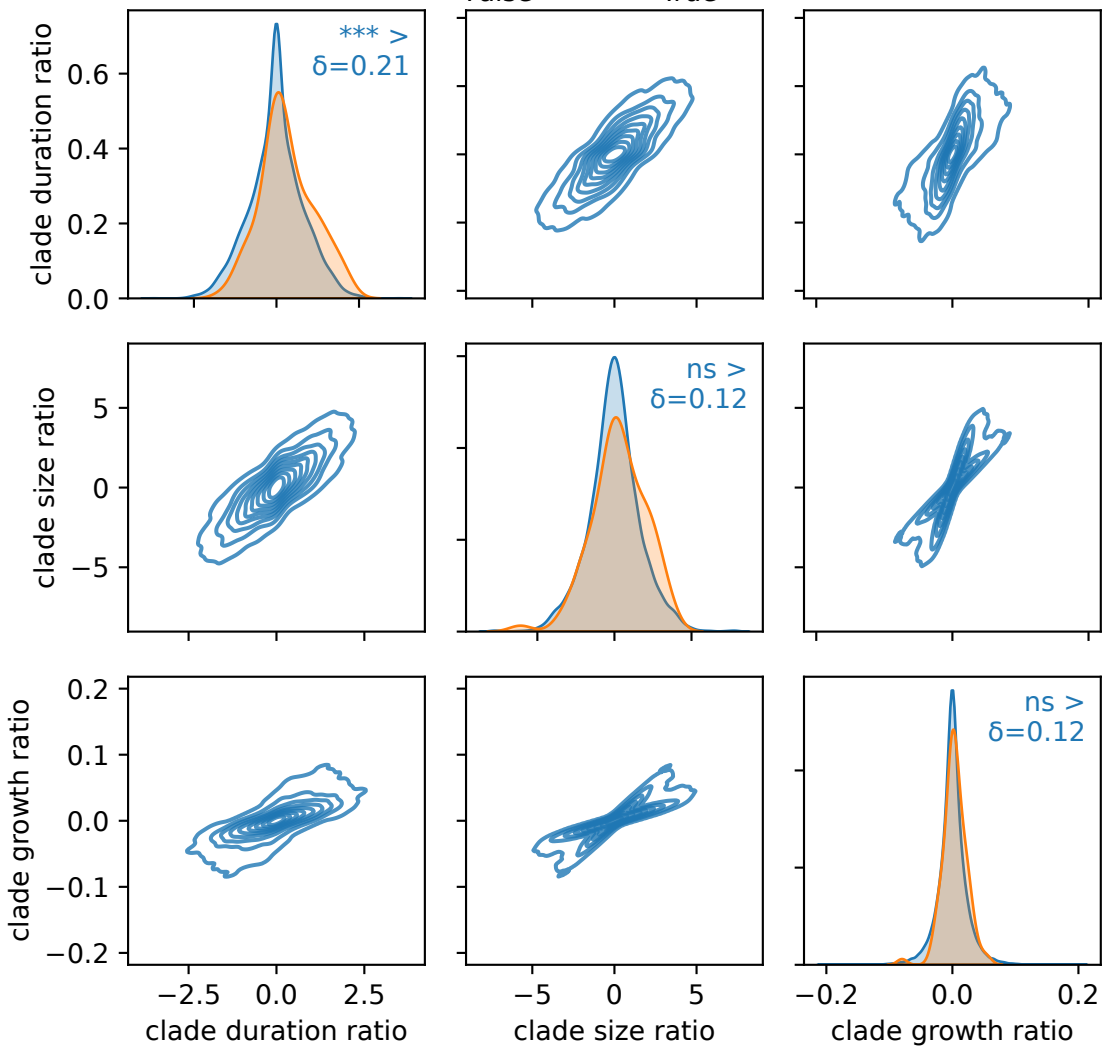 *** >
δ=0.21
clade duration ratio
0.6
0.4
0.2
0.0
ns >
δ=0.12
clade size ratio
5
0
−5
ns >
δ=0.12
clade growth ratio
0.2
0.1
0.0
−0.1
−0.2
−2.5 0.0 2.5 −5 0 5 −0.2 0.0 0.2
clade duration ratio clade size ratio clade growth ratio